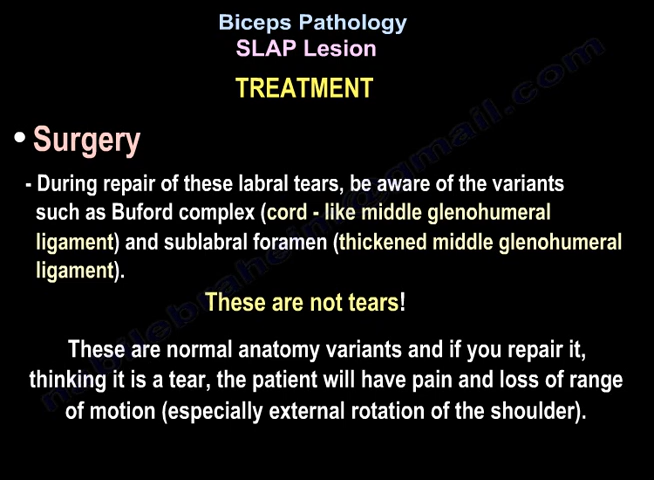 Biceps Pathology
SLAP Lesion
TREATMENT
• Surgery
- During repair of these labral tears, be aware of the variants
such as Buford complex (cord - like middle glenohumeral
ligament) and sublabral foramen (thickened middle glenohumeral
ligament).
These are not tears!
These are normal anatomy variants and if you repair it,
thinking it is a tear, the patient will have pain and loss of range
of motion (especially external rotation of the shoulder).